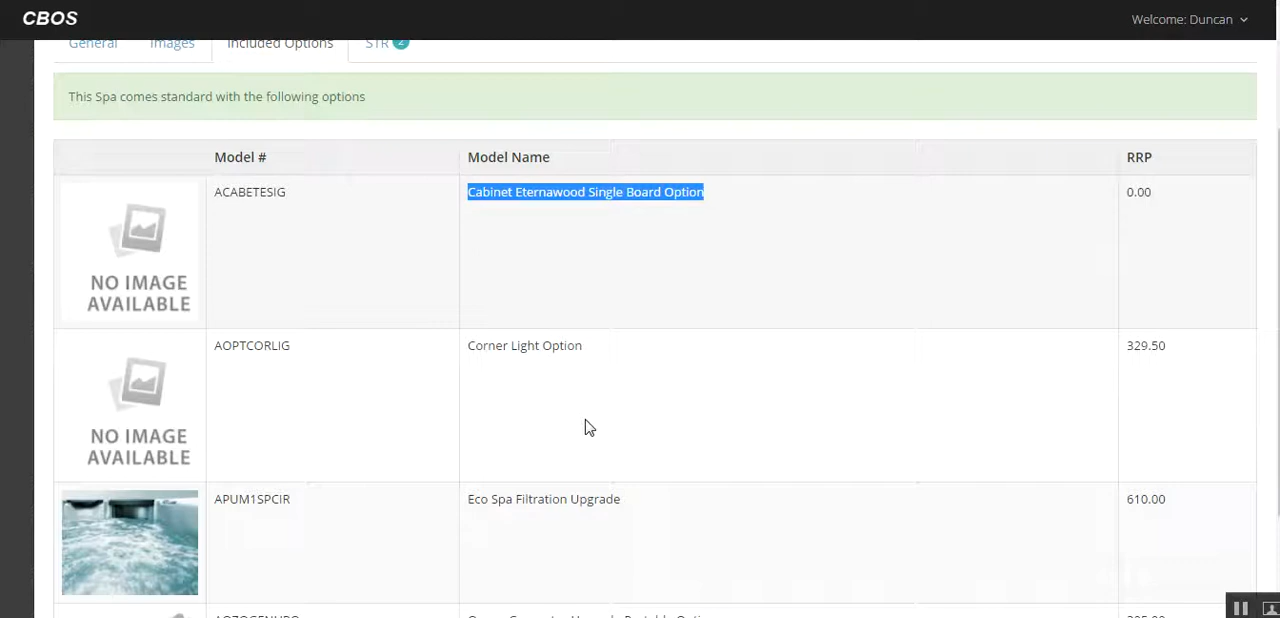 CBOS
Welcome: Duncan
General Images Included Options STR 2
This Spa comes standard with the following options
Model # Model Name RRP
ACABETESIG Cabinet Eternawood Single Board Option 0.00
NO IMAGE
AVAILABLE
AOPTCORLIG Corner Light Option 329.50
NO IMAGE
AVAILABLE
APUM1SPCIR Eco Spa Filtration Upgrade 610.00